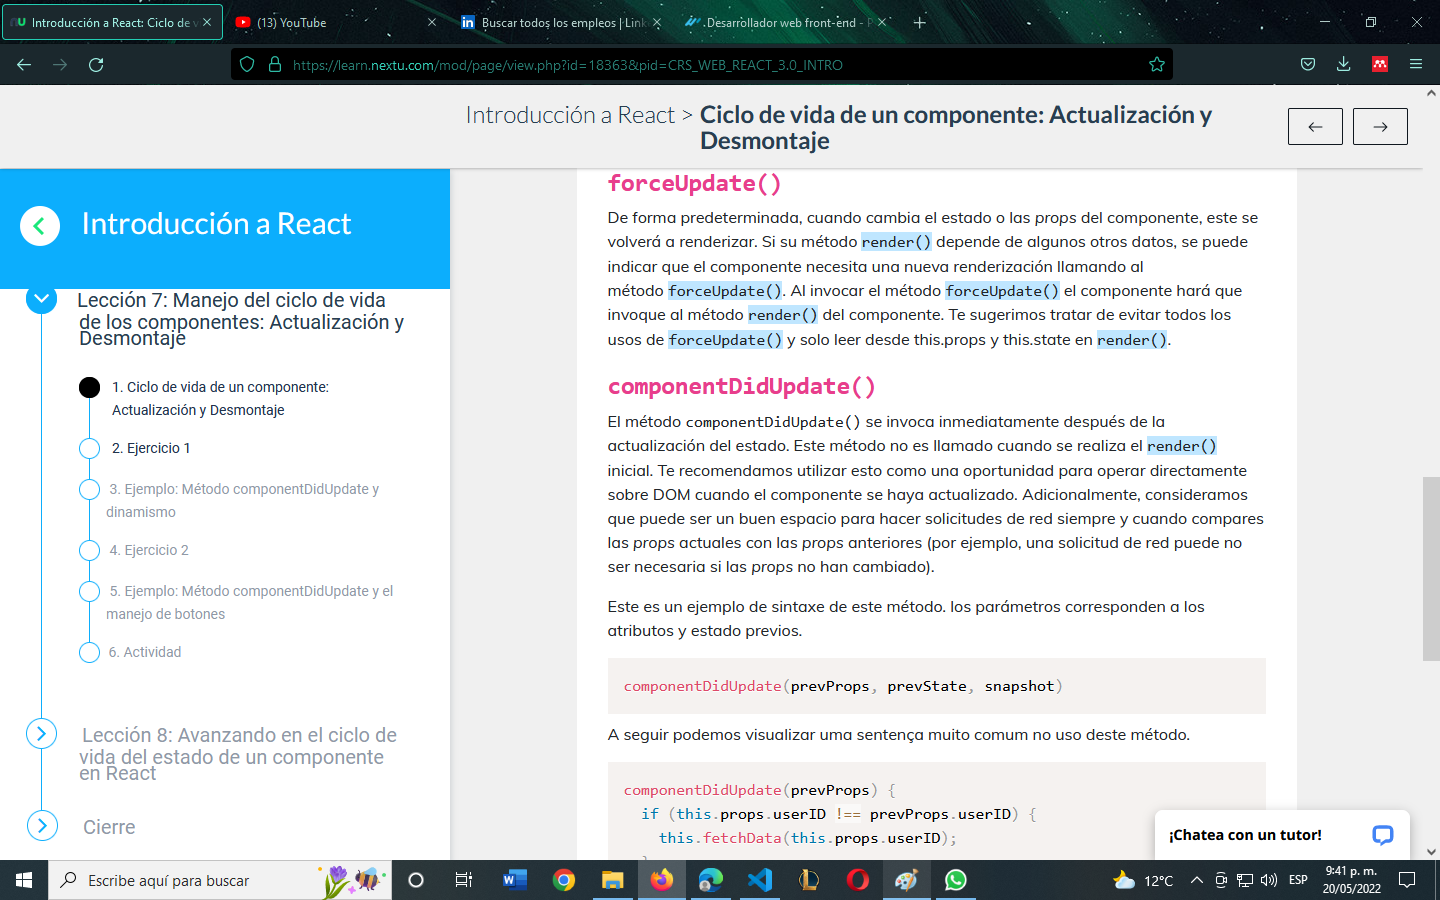 Introducción a React: Ciclo de v
(13) YouTube
Buscar todos los empleos | Link
Desarrollador web front-end - P
https://learn.nextu.com/mod/page/view.php?id=18363&pid=CRS_WEB_REACT_3.0_INTRO
Introducción a React > Ciclo de vida de un componente: Actualización y
Desmontaje
Introducción a React
Lección 7: Manejo del ciclo de vida
de los componentes: Actualización y
Desmontaje
1. Ciclo de vida de un componente:
Actualización y Desmontaje
2. Ejercicio 1
3. Ejemplo: Método componentDidUpdate y
dinamismo
4. Ejercicio 2
5. Ejemplo: Método componentDidUpdate y el
manejo de botones
6. Actividad
Lección 8: Avanzando en el ciclo de
vida del estado de un componente
en React
Cierre
forceUpdate()
De forma predeterminada, cuando cambia el estado o las props del componente, este se
volverá a renderizar. Si su método render() depende de algunos otros datos, se puede
indicar que el componente necesita una nueva renderización llamando al
método forceUpdate(). Al invocar el método forceUpdate() el componente hará que
invoque al método render() del componente. Te sugerimos tratar de evitar todos los
usos de forceUpdate() y solo leer desde this.props y this.state en render().
componentDidUpdate()
El método componentDidUpdate() se invoca inmediatamente después de la
actualización del estado. Este método no es llamado cuando se realiza el render()
inicial. Te recomendamos utilizar esto como una oportunidad para operar directamente
sobre DOM cuando el componente se haya actualizado. Adicionalmente, consideramos
que puede ser un buen espacio para hacer solicitudes de red siempre y cuando compares
las props actuales con las props anteriores (por ejemplo, una solicitud de red puede no
ser necesaria si las props no han cambiado).
Este es un ejemplo de sintaxe de este método. los parámetros corresponden a los
atributos y estado previos.
componentDidUpdate(prevProps, prevState, snapshot)
A seguir podemos visualizar uma sentença muito comum no uso deste método.
componentDidUpdate(prevProps) {
if (this.props.userID !== prevProps.userID) {
this.fetchData(this.props.userID);
}
¡Chatea con un tutor!
Escribe aquí para buscar
12°C
ESP
9:41 p. m.
20/05/2022